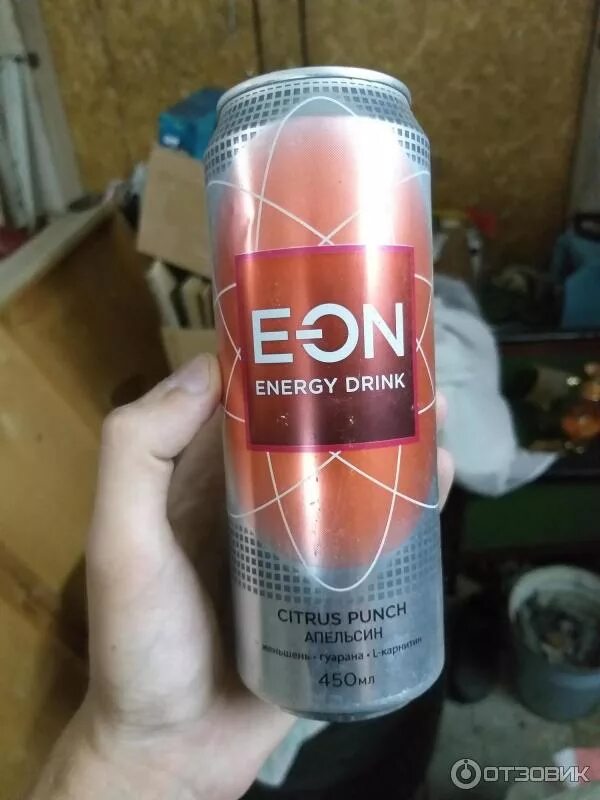 E-ON
ENERGY DRINK
CITRUS PUNCH
АПЕЛЬСИН
женьшень • гуарана • L-карнитин
450мл
ОТЗОВИК